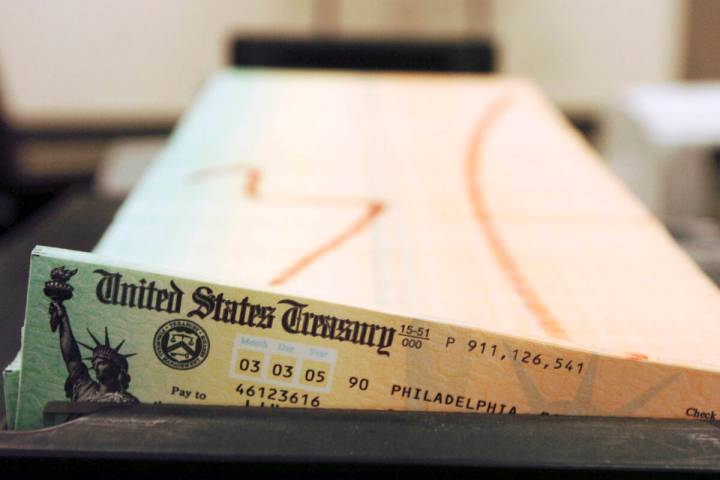 United States Treasury 15-51 000 P 911,126,541
Month Day Year
03 03 05 90 PHILADELPHIA,
Pay to 46123616
Check